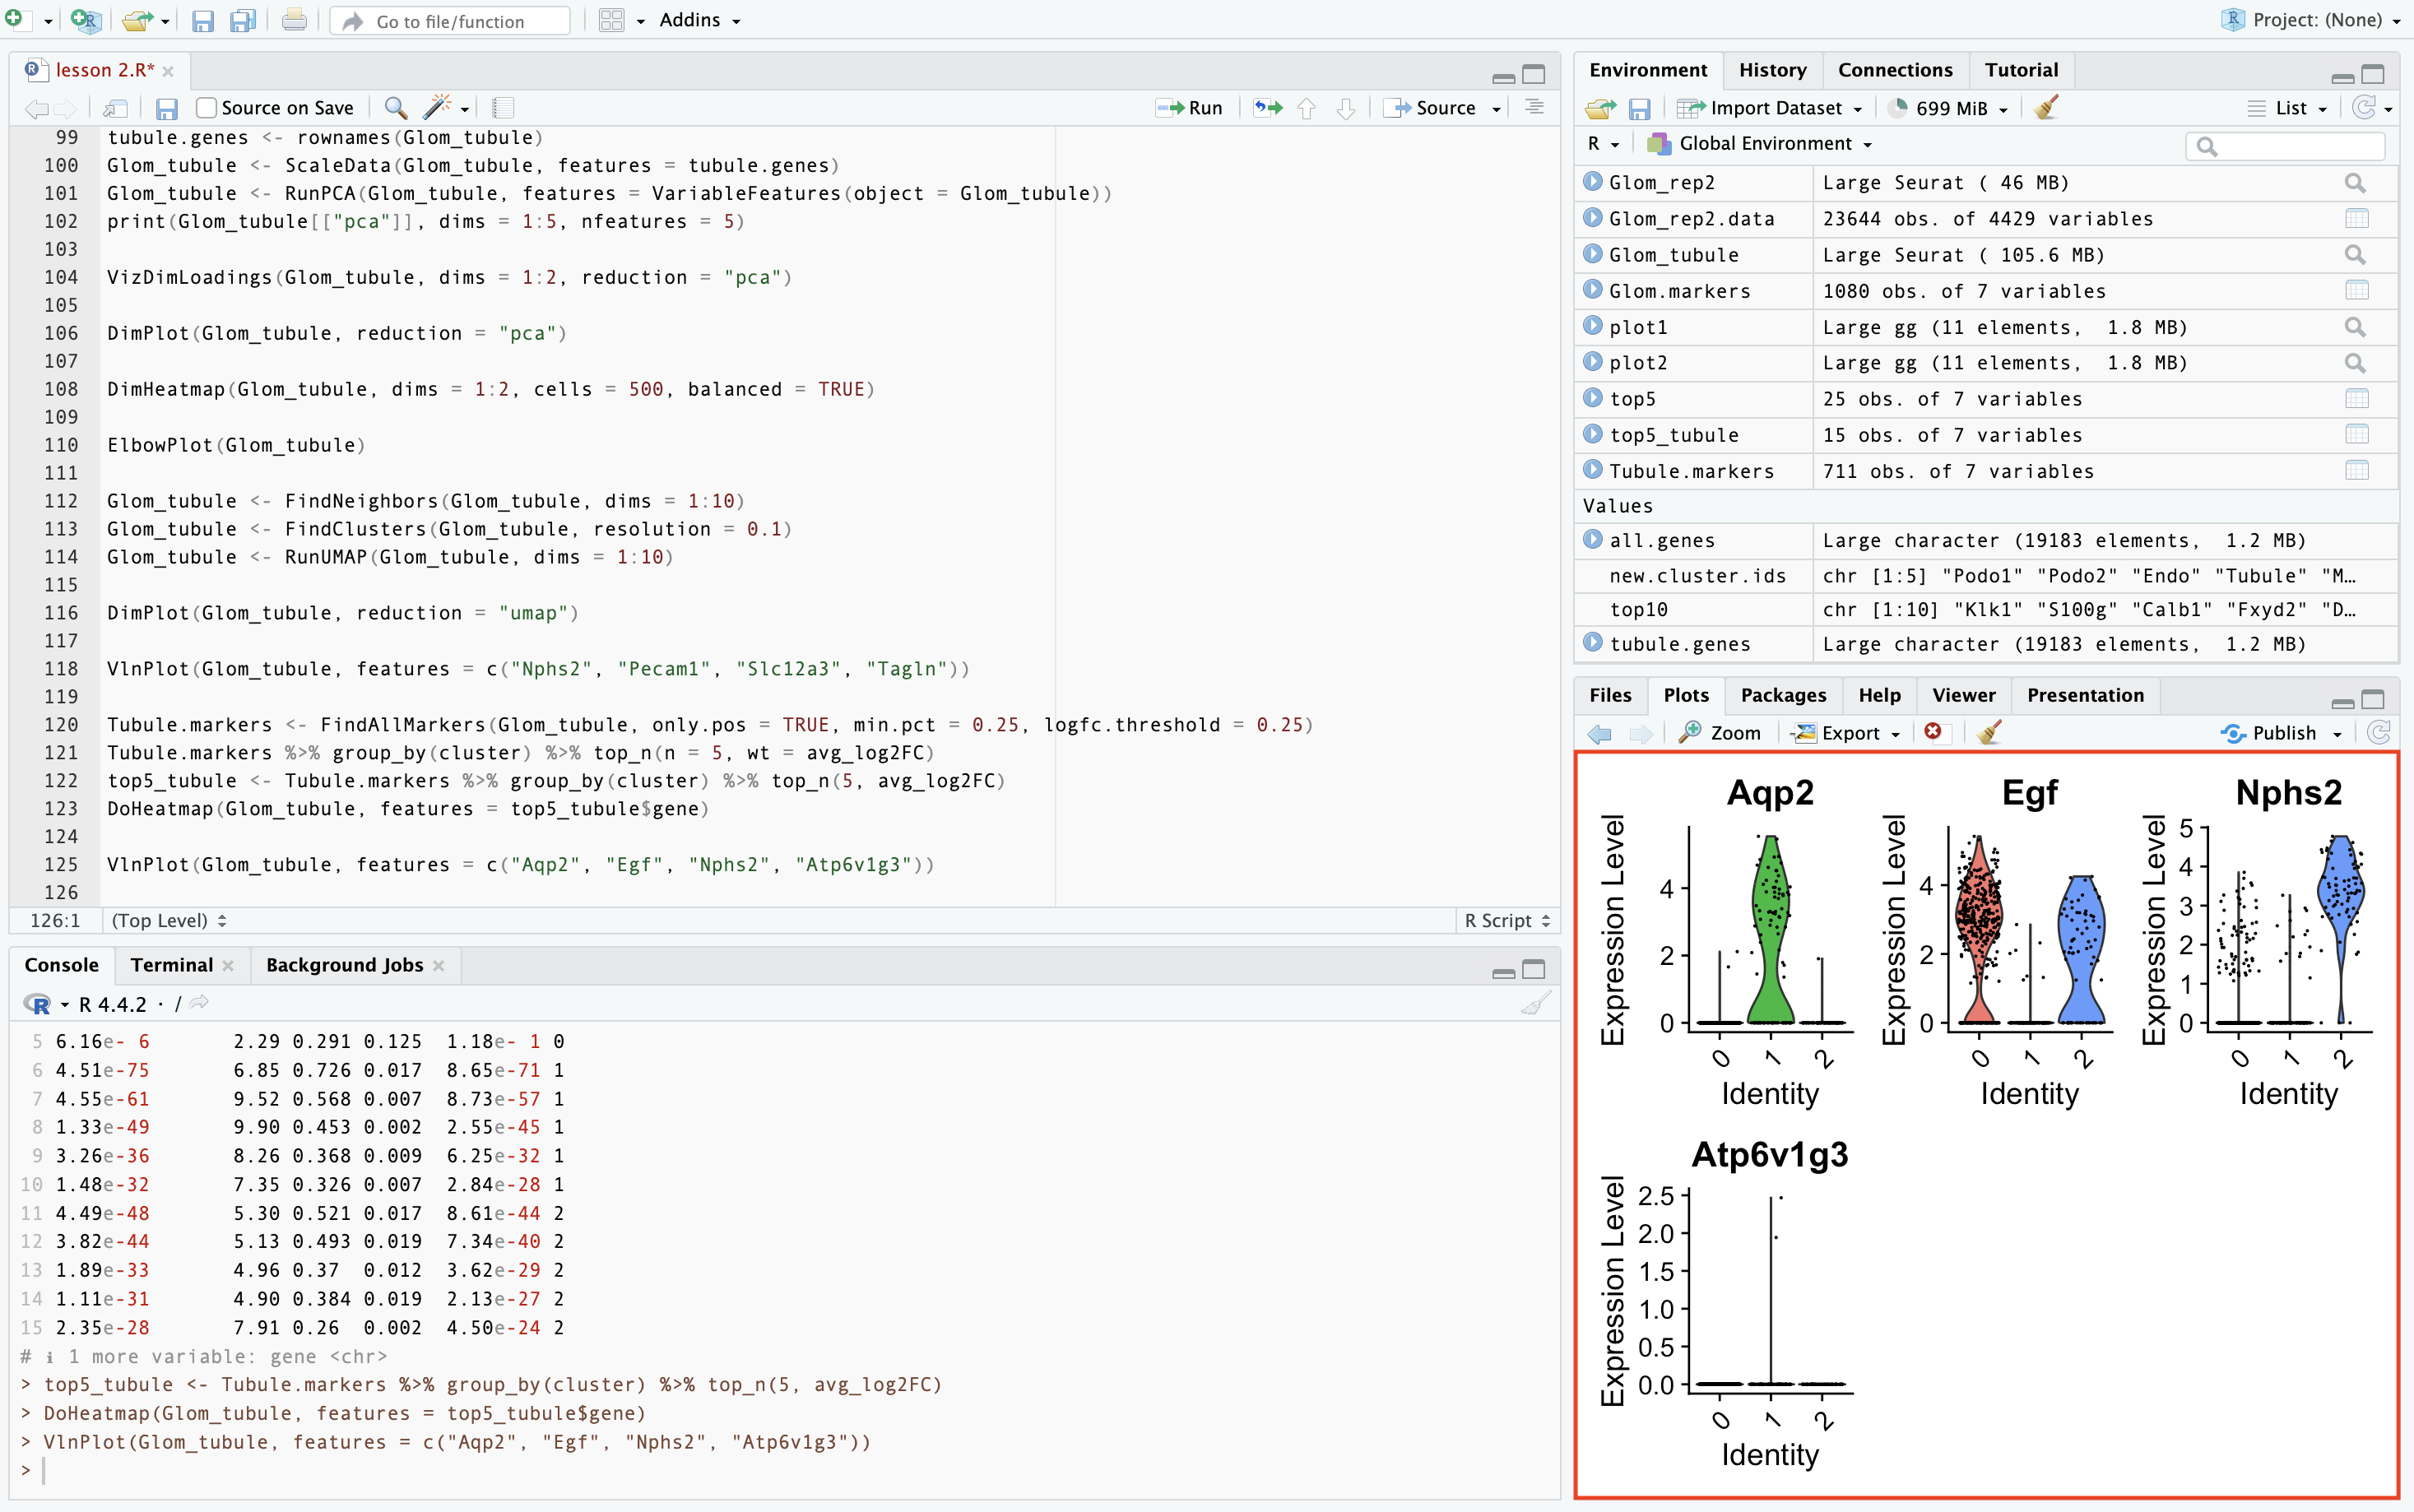 Go to file/function
Addins
Project: (None)
lesson 2.R*
Source on Save
Run
Source
99 tubule.genes <- rownames(Glom_tubule)
100 Glom_tubule <- ScaleData(Glom_tubule, features = tubule.genes)
101 Glom_tubule <- RunPCA(Glom_tubule, features = VariableFeatures(object = Glom_tubule))
102 print(Glom_tubule[["pca"]], dims = 1:5, nfeatures = 5)
103
104 VizDimLoadings(Glom_tubule, dims = 1:2, reduction = "pca")
105
106 DimPlot(Glom_tubule, reduction = "pca")
107
108 DimHeatmap(Glom_tubule, dims = 1:2, cells = 500, balanced = TRUE)
109
110 ElbowPlot(Glom_tubule)
111
112 Glom_tubule <- FindNeighbors(Glom_tubule, dims = 1:10)
113 Glom_tubule <- FindClusters(Glom_tubule, resolution = 0.1)
114 Glom_tubule <- RunUMAP(Glom_tubule, dims = 1:10)
115
116 DimPlot(Glom_tubule, reduction = "umap")
117
118 VlnPlot(Glom_tubule, features = c("Nphs2", "Pecam1", "Slc12a3", "Tagln"))
119
120 Tubule.markers <- FindAllMarkers(Glom_tubule, only.pos = TRUE, min.pct = 0.25, logfc.threshold = 0.25)
121 Tubule.markers %>% group_by(cluster) %>% top_n(n = 5, wt = avg_log2FC)
122 top5_tubule <- Tubule.markers %>% group_by(cluster) %>% top_n(5, avg_log2FC)
123 DoHeatmap(Glom_tubule, features = top5_tubule$gene)
124
125 VlnPlot(Glom_tubule, features = c("Aqp2", "Egf", "Nphs2", "Atp6v1g3"))
126
126:1 (Top Level) R Script
Console Terminal Background Jobs
R 4.4.2 · /
5 6.16e- 6 2.29 0.291 0.125 1.18e- 1 0
6 4.51e-75 6.85 0.726 0.017 8.65e-71 1
7 4.55e-61 9.52 0.568 0.007 8.73e-57 1
8 1.33e-49 9.90 0.453 0.002 2.55e-45 1
9 3.26e-36 8.26 0.368 0.009 6.25e-32 1
10 1.48e-32 7.35 0.326 0.007 2.84e-28 1
11 4.49e-48 5.30 0.521 0.017 8.61e-44 2
12 3.82e-44 5.13 0.493 0.019 7.34e-40 2
13 1.89e-33 4.96 0.37 0.012 3.62e-29 2
14 1.11e-31 4.90 0.384 0.019 2.13e-27 2
15 2.35e-28 7.91 0.26 0.002 4.50e-24 2
# ℹ 1 more variable: gene <chr>
> top5_tubule <- Tubule.markers %>% group_by(cluster) %>% top_n(5, avg_log2FC)
> DoHeatmap(Glom_tubule, features = top5_tubule$gene)
> VlnPlot(Glom_tubule, features = c("Aqp2", "Egf", "Nphs2", "Atp6v1g3"))
>
Environment History Connections Tutorial
Import Dataset 699 MiB List
R Global Environment
Glom_rep2 Large Seurat ( 46 MB)
Glom_rep2.data 23644 obs. of 4429 variables
Glom_tubule Large Seurat ( 105.6 MB)
Glom.markers 1080 obs. of 7 variables
plot1 Large gg (11 elements, 1.8 MB)
plot2 Large gg (11 elements, 1.8 MB)
top5 25 obs. of 7 variables
top5_tubule 15 obs. of 7 variables
Tubule.markers 711 obs. of 7 variables
Values
all.genes Large character (19183 elements, 1.2 MB)
new.cluster.ids chr [1:5] "Podo1" "Podo2" "Endo" "Tubule" "M…
top10 chr [1:10] "Klk1" "S100g" "Calb1" "Fxyd2" "D…
tubule.genes Large character (19183 elements, 1.2 MB)
Files Plots Packages Help Viewer Presentation
Zoom Export Publish
Aqp2
Expression Level
4
2
0
0 1 2
Identity
Egf
Expression Level
4
2
0
0 1 2
Identity
Nphs2
Expression Level
5
4
3
2
1
0
0 1 2
Identity
Atp6v1g3
Expression Level
2.5
2.0
1.5
1.0
0.5
0.0
0 1 2
Identity